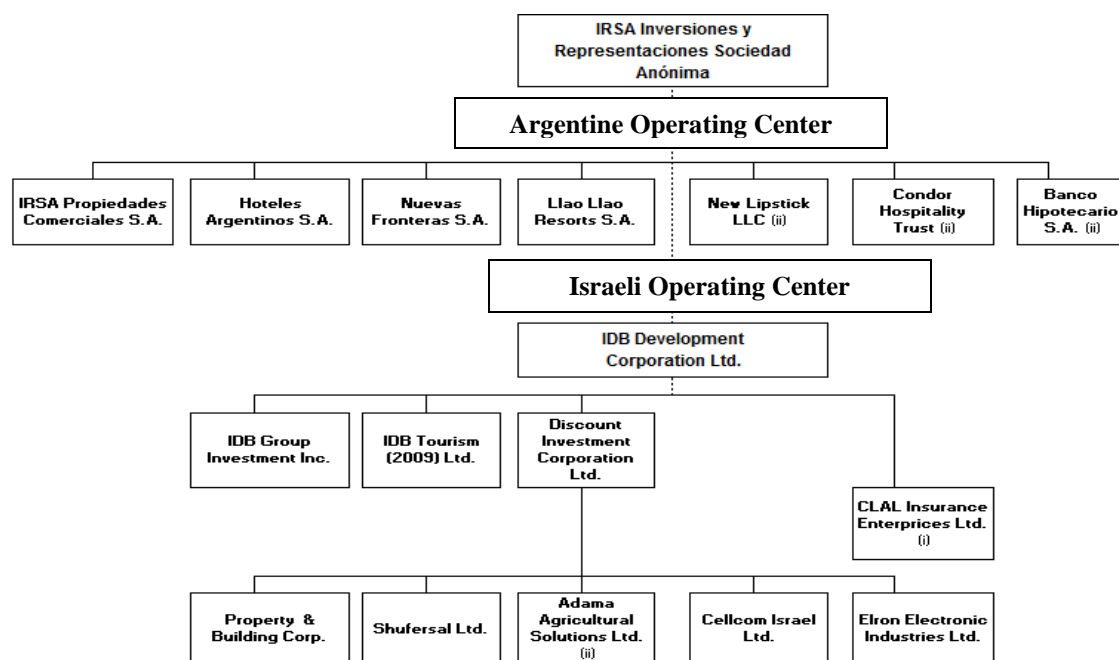 IRSA Inversiones y
Representaciones Sociedad
Anónima
Argentine Operating Center
IRSA Propiedades
Comerciales S.A.
Hoteles
Argentinos S.A.
Nuevas
Fronteras S.A.
Llao Llao
Resorts S.A.
New Lipstick
LLC (ii)
Condor
Hospitality
Trust (ii)
Banco
Hipotecario
S.A. (ii)
Israeli Operating Center
IDB Development
Corporation Ltd.
IDB Group
Investment Inc.
IDB Tourism
(2009) Ltd.
Discount
Investment
Corporation
Ltd.
CLAL Insurance
Enterprices Ltd.
(i)
Property &
Building Corp.
Shufersal Ltd.
Adama
Agricultural
Solutions Ltd.
(ii)
Cellcom Israel
Ltd.
Elron Electronic
Industries Ltd.